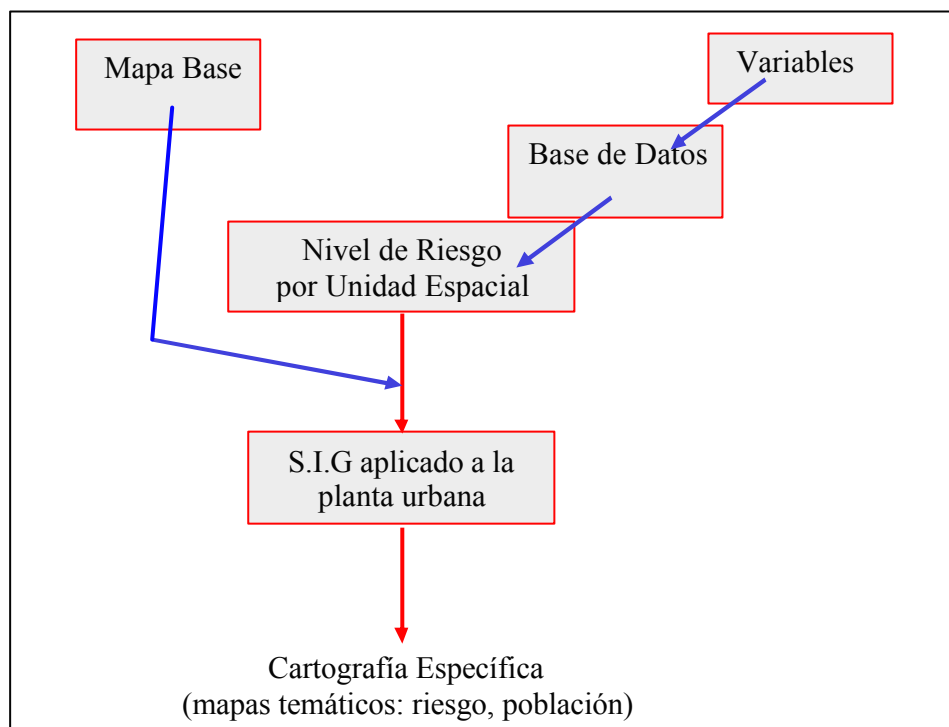 Mapa Base
Variables
Base de Datos
Nivel de Riesgo
por Unidad Espacial
S.I.G aplicado a la
planta urbana
Cartografía Específica
(mapas temáticos: riesgo, población)